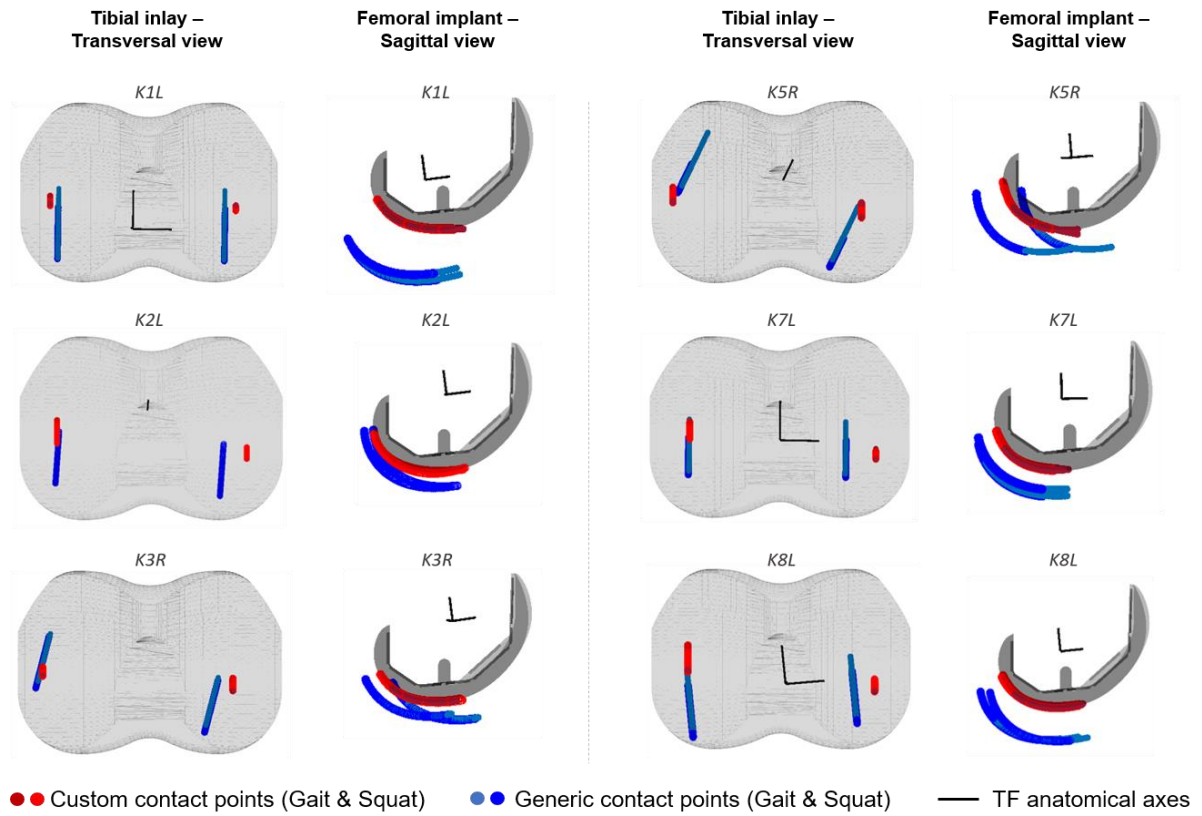 Tibial inlay –
Transversal view
Femoral implant –
Sagittal view
Tibial inlay –
Transversal view
Femoral implant –
Sagittal view
K1L
K1L
K5R
K5R
K2L
K2L
K7L
K7L
K3R
K3R
K8L
K8L
Custom contact points (Gait & Squat)
Generic contact points (Gait & Squat)
TF anatomical axes